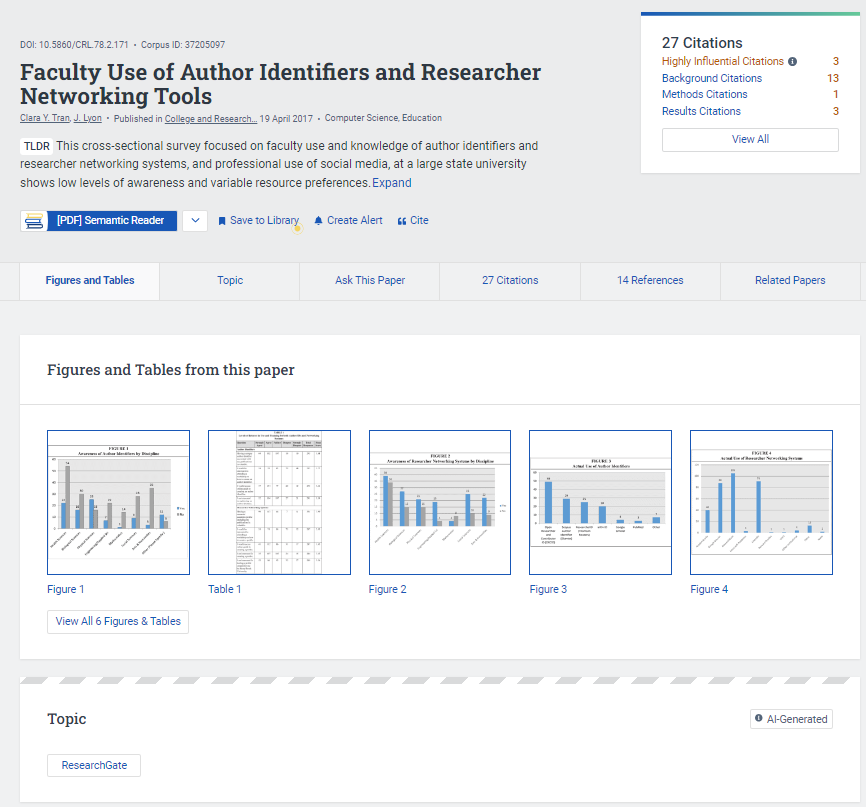 DOI: 10.5860/CRL.78.2.171 • Corpus ID: 37205097
Faculty Use of Author Identifiers and Researcher
Networking Tools
Clara Y. Tran, J. Lyon • Published in College and Research… 19 April 2017 • Computer Science, Education
TLDR This cross-sectional survey focused on faculty use and knowledge of author identifiers and
researcher networking systems, and professional use of social media, at a large state university
shows low levels of awareness and variable resource preferences. Expand
[PDF] Semantic Reader
Save to Library
Create Alert
Cite
27 Citations
Highly Influential Citations 3
Background Citations 13
Methods Citations 1
Results Citations 3
View All
Figures and Tables
Topic
Ask This Paper
27 Citations
14 References
Related Papers
Figures and Tables from this paper
FIGURE 1
Awareness of Author Identifiers by Discipline
TABLE 1
FIGURE 2
Awareness of Researcher Networking Systems by Discipline
FIGURE 3
Actual Use of Author Identifiers
FIGURE 4
Actual Use of Researcher Networking Systems
Figure 1
Table 1
Figure 2
Figure 3
Figure 4
View All 6 Figures & Tables
Topic
AI-Generated
ResearchGate